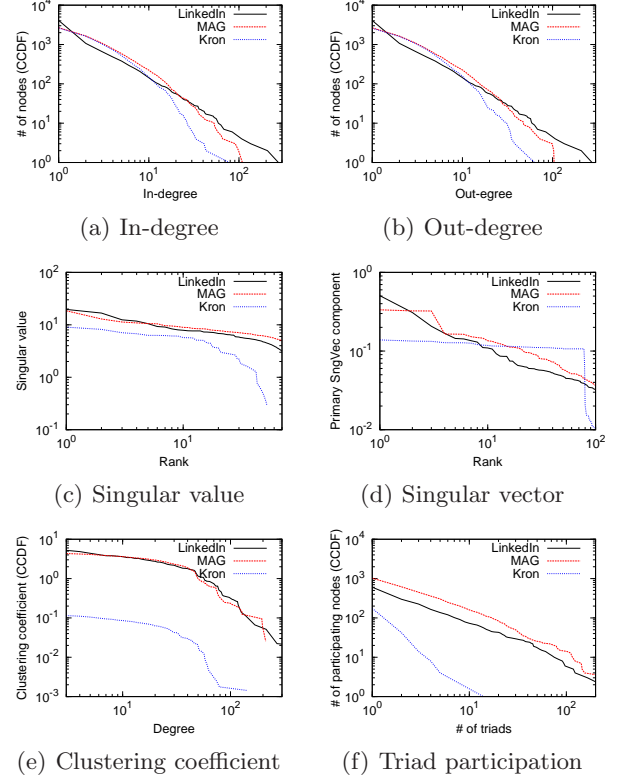 # of nodes (CCDF)
10^4
10^3
10^2
10^1
10^0
10^0 10^1 10^2
In-degree
LinkedIn
MAG
Kron
(a) In-degree
# of nodes (CCDF)
10^4
10^3
10^2
10^1
10^0
10^0 10^1 10^2
Out-egree
LinkedIn
MAG
Kron
(b) Out-degree
Singular value
10^2
10^1
10^0
10^-1
10^0 10^1
Rank
LinkedIn
MAG
Kron
(c) Singular value
Primary SngVec component
10^0
10^-1
10^-2
10^0 10^1 10^2
Rank
LinkedIn
MAG
Kron
(d) Singular vector
Clustering coefficient (CCDF)
10^1
10^0
10^-1
10^-2
10^-3
10^1 10^2
Degree
LinkedIn
MAG
Kron
(e) Clustering coefficient
# of participating nodes (CCDF)
10^4
10^3
10^2
10^1
10^0
10^0 10^1 10^2
# of triads
LinkedIn
MAG
Kron
(f) Triad participation